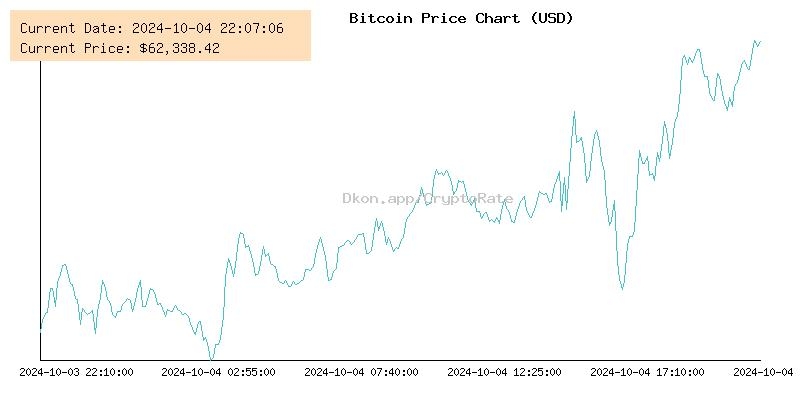 Bitcoin Price Chart (USD)
Current Date: 2024-10-04 22:07:06
Current Price: $62,338.42
Dkon.app/CryptoRate
2024-10-03 22:10:00
2024-10-04 02:55:00
2024-10-04 07:40:00
2024-10-04 12:25:00
2024-10-04 17:10:00
2024-10-04